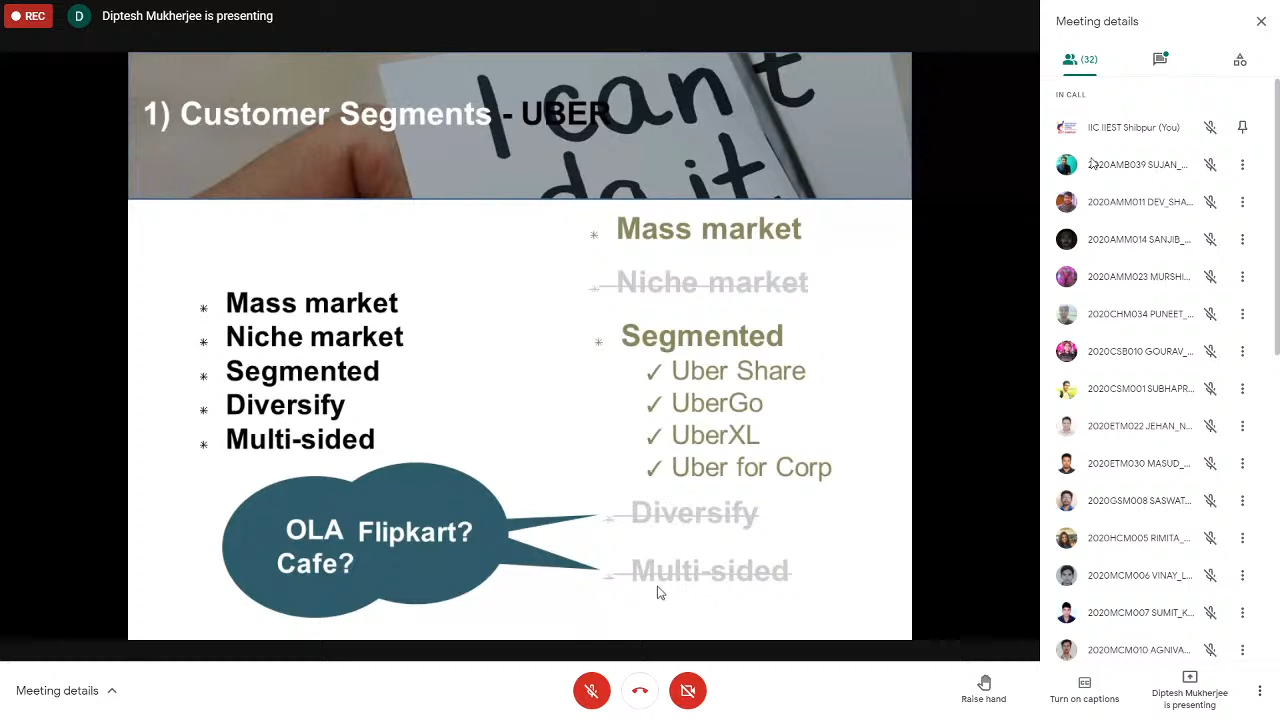 REC
D
Diptesh Mukherjee is presenting
Meeting details
(32)
I can't
do it
1) Customer Segments - UBER
IN CALL
IIC IIEST Shibpur (You)
2020AMB039 SUJAN_...
2020AMM011 DEV_SHA...
2020AMM014 SANJIB_...
2020AMM023 MURSHI...
2020CHM034 PUNEET_...
2020CSB010 GOURAV_...
2020CSM001 SUBHAPR...
2020ETM022 JEHAN_N...
2020ETM030 MASUD_...
2020GSM008 SASWAT...
2020HCM005 RIMITA_...
2020MCM006 VINAY_L...
2020MCM007 SUMIT_K...
2020MCM010 AGNIVA...
Mass market
Niche market
Segmented
Diversify
Multi-sided
OLA
Cafe?
Flipkart?
Mass market
Niche market
Segmented
✓ Uber Share
✓ UberGo
✓ UberXL
✓ Uber for Corp
Diversify
Multi-sided
Meeting details
Raise hand
Turn on captions
Diptesh Mukherjee
is presenting